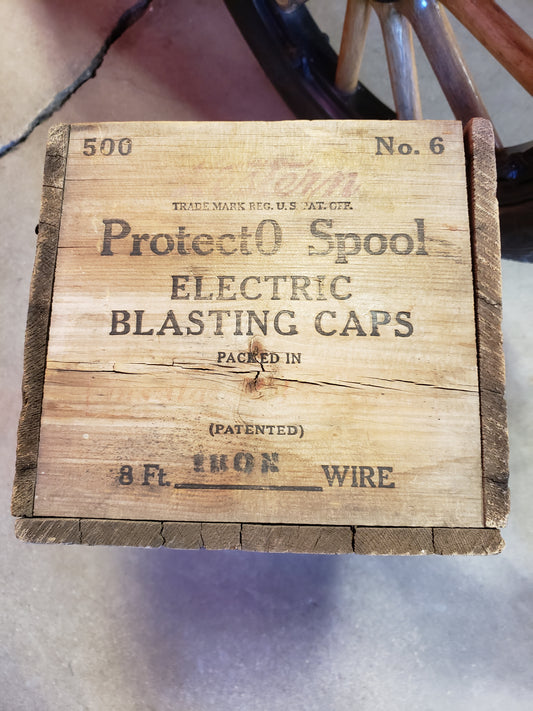 500 No. 6
TRADE MARK REG. U.S. PAT. OFF.
ProtectO Spool
ELECTRIC
BLASTING CAPS
PACKED IN
(PATENTED)
8 Ft. IRON WIRE